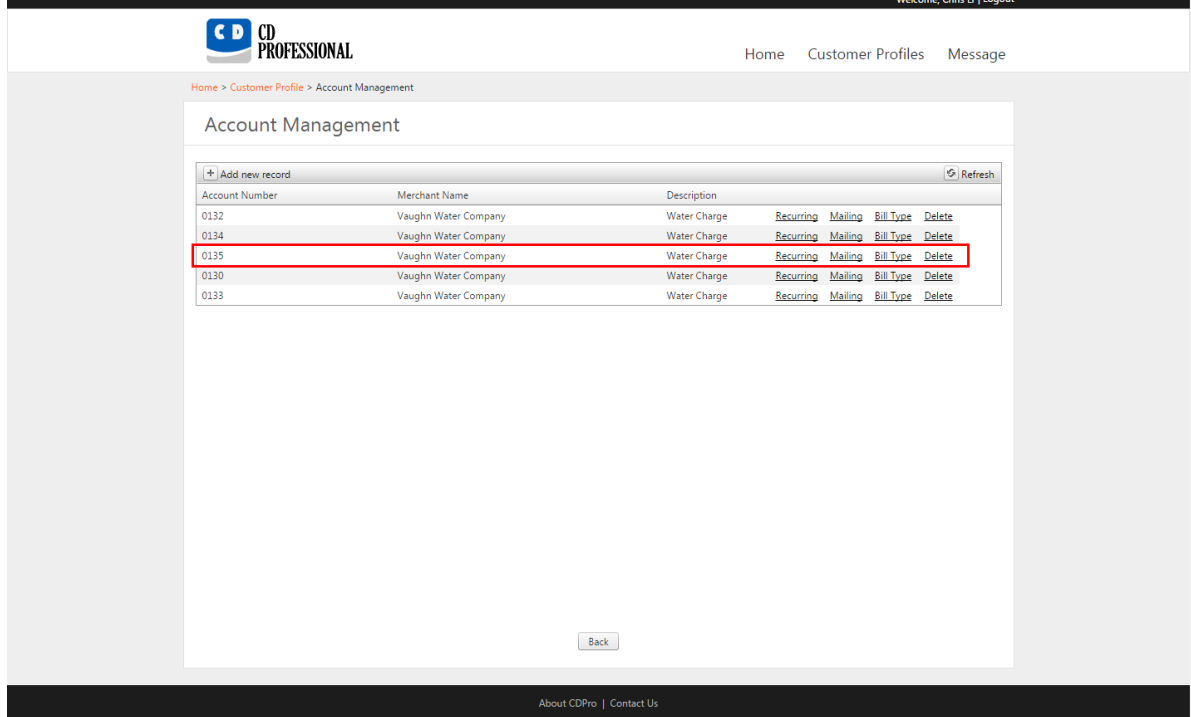 Welcome, Chris Li | Logout
C D CD
PROFESSIONAL
Home Customer Profiles Message
Home > Customer Profile > Account Management
Account Management
+ Add new record Refresh
Account Number Merchant Name Description
0132 Vaughn Water Company Water Charge Recurring Mailing Bill Type Delete
0134 Vaughn Water Company Water Charge Recurring Mailing Bill Type Delete
0135 Vaughn Water Company Water Charge Recurring Mailing Bill Type Delete
0130 Vaughn Water Company Water Charge Recurring Mailing Bill Type Delete
0133 Vaughn Water Company Water Charge Recurring Mailing Bill Type Delete
Back
About CDPro | Contact Us